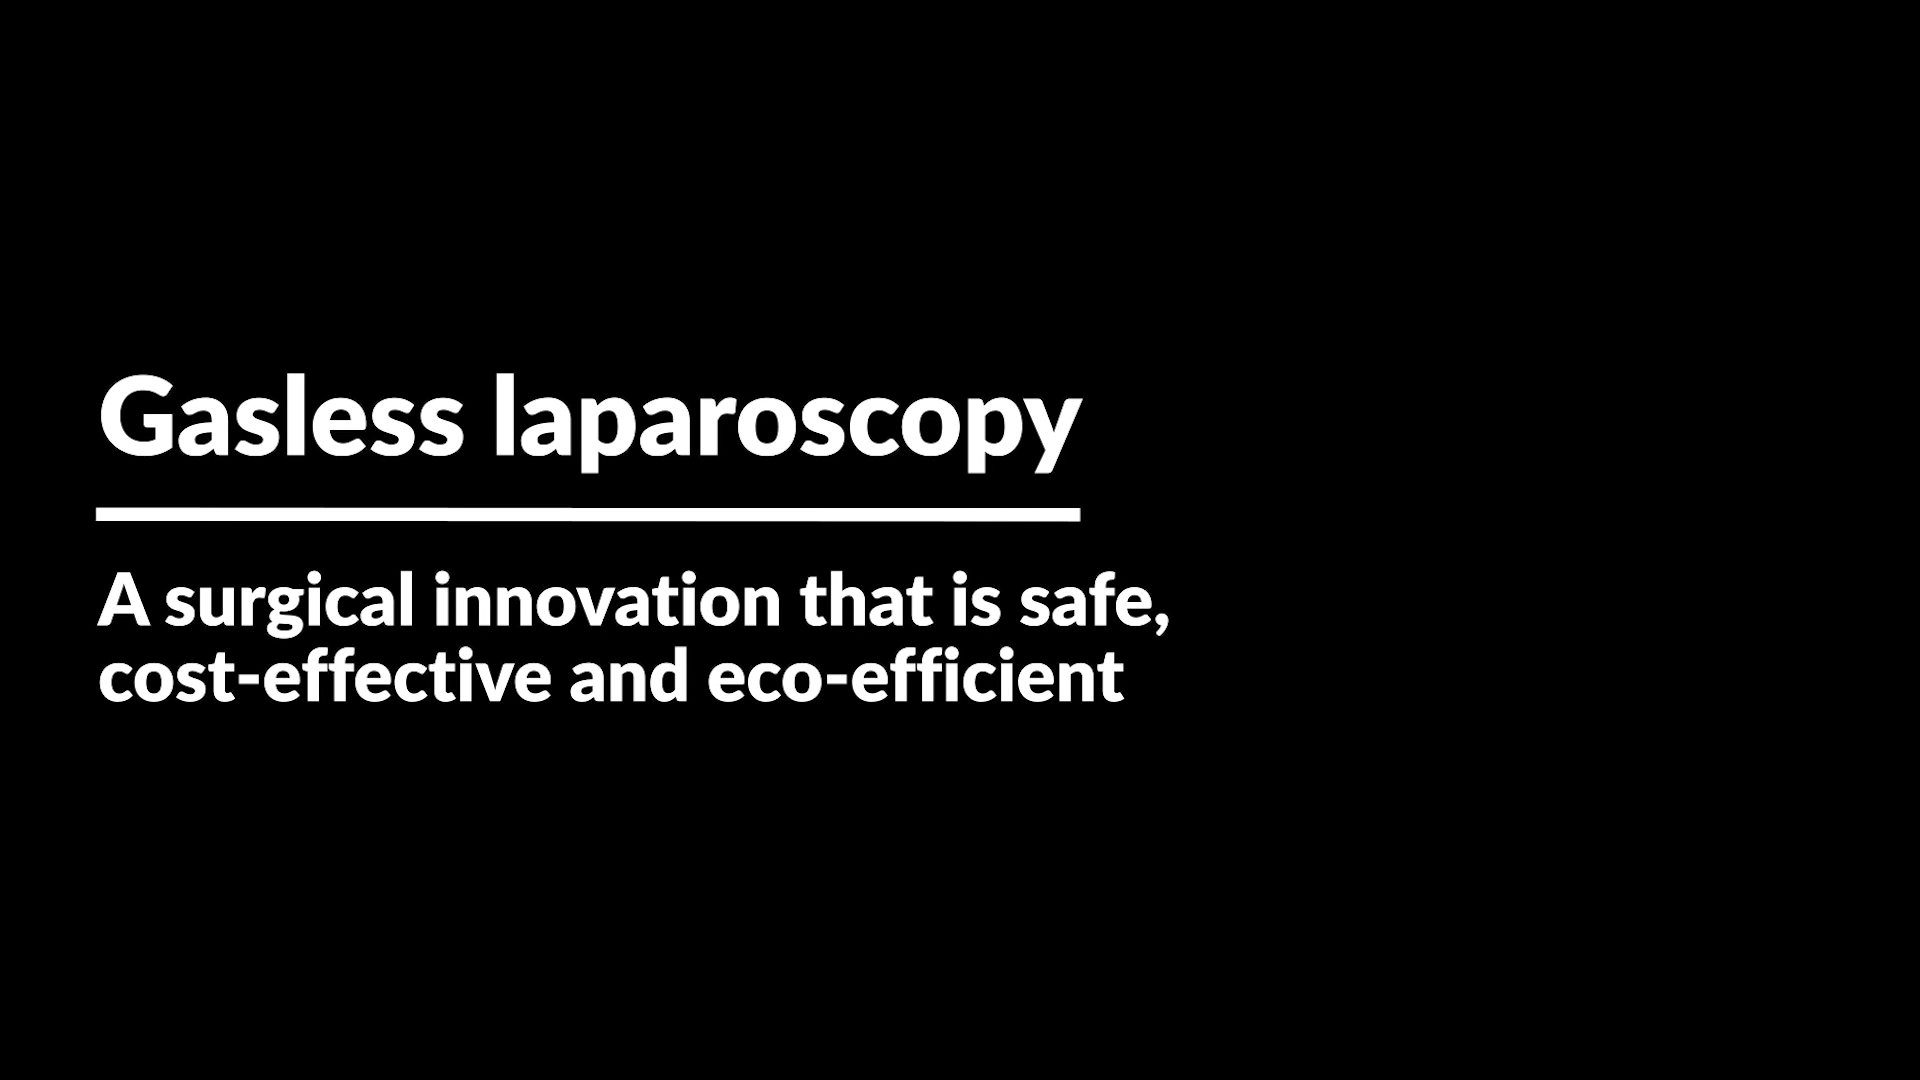 Gasless laparoscopy
A surgical innovation that is safe,
cost-effective and eco-efficient